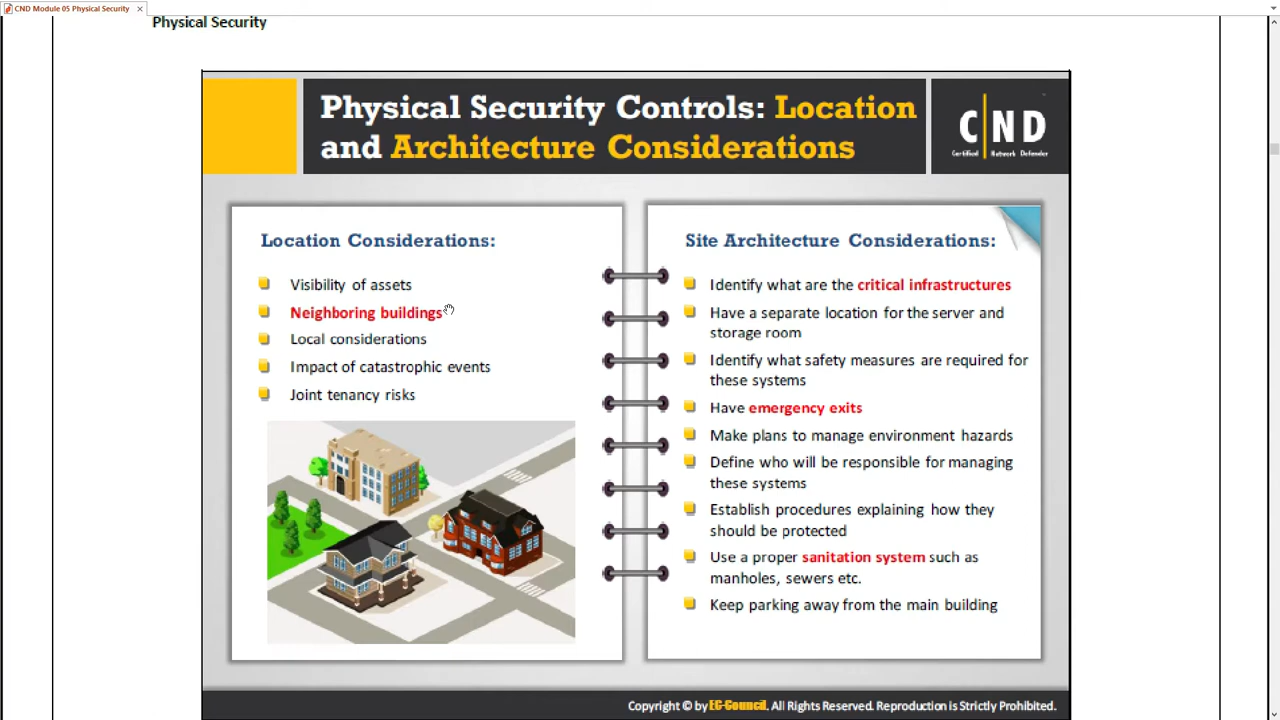 CND Module 05 Physical Security
Physical Security
Physical Security Controls: Location
and Architecture Considerations
CND
Certified Network Defender
Location Considerations:
Visibility of assets
Neighboring buildings
Local considerations
Impact of catastrophic events
Joint tenancy risks
Site Architecture Considerations:
Identify what are the critical infrastructures
Have a separate location for the server and
storage room
Identify what safety measures are required for
these systems
Have emergency exits
Make plans to manage environment hazards
Define who will be responsible for managing
these systems
Establish procedures explaining how they
should be protected
Use a proper sanitation system such as
manholes, sewers etc.
Keep parking away from the main building
Copyright © by EC-Council. All Rights Reserved. Reproduction is Strictly Prohibited.